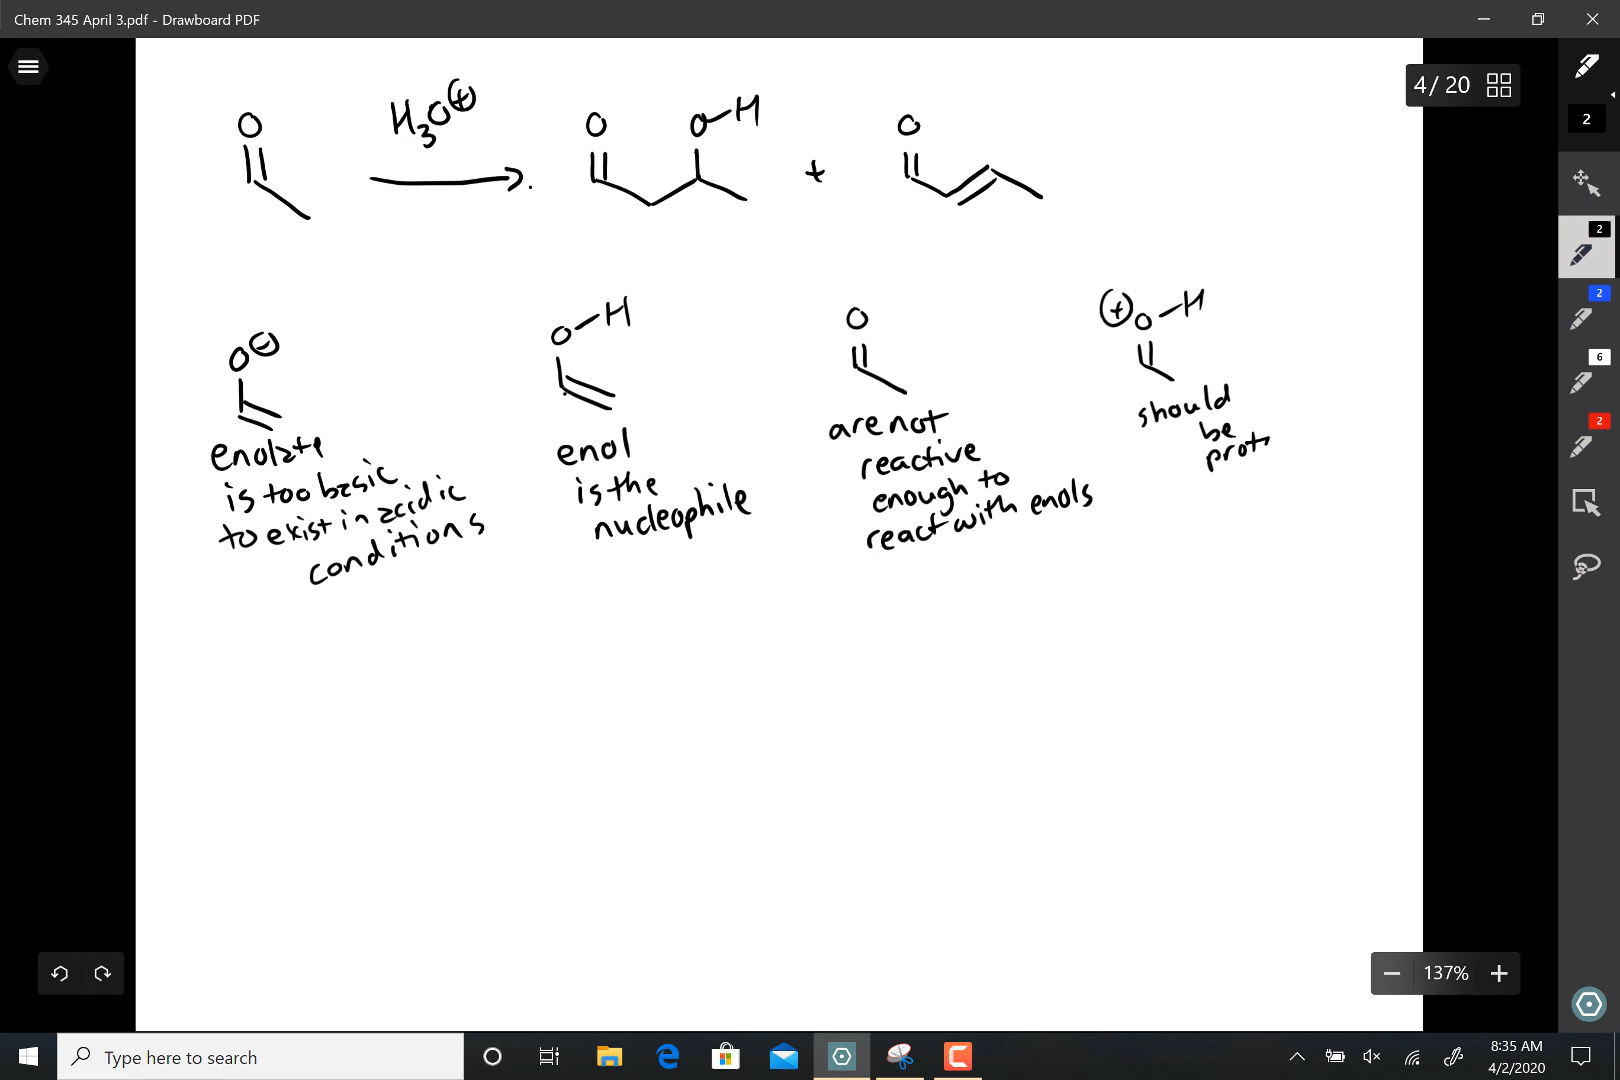 Chem 345 April 3.pdf - Drawboard PDF
4 / 20
2
H₃O⊕
O
O
O-H
+
O
2
2
6
2
O⊖
O-H
O
⊕O-H
enolate
is too basic
to exist in acidic
conditions
enol
is the
nucleophile
are not
reactive
enough to
react with enols
should
be
prot
137%
Type here to search
8:35 AM
4/2/2020